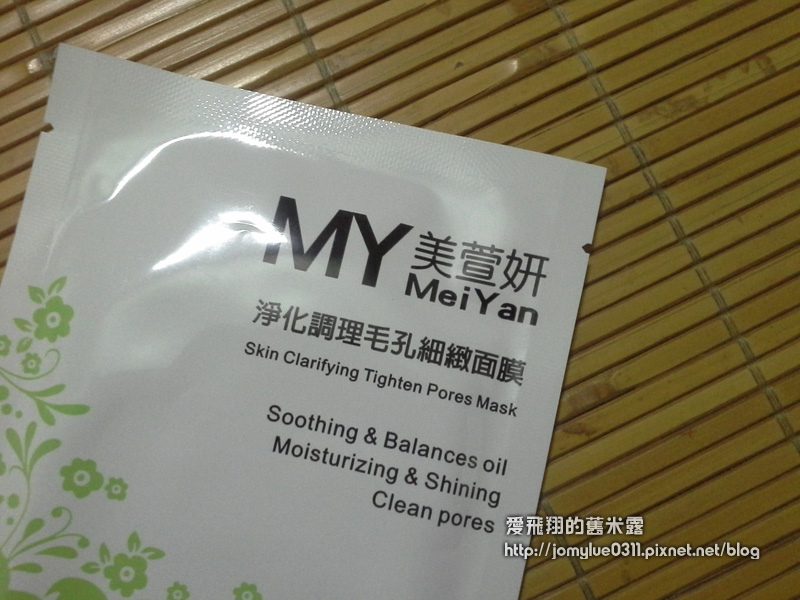 MY 美萱妍
MeiYan
淨化調理毛孔細緻面膜
Skin Clarifying Tighten Pores Mask
Soothing & Balances oil
Moisturizing & Shining
Clean pores
愛飛翔的舊米露
http://jomylue0311.pixnet.net/blog